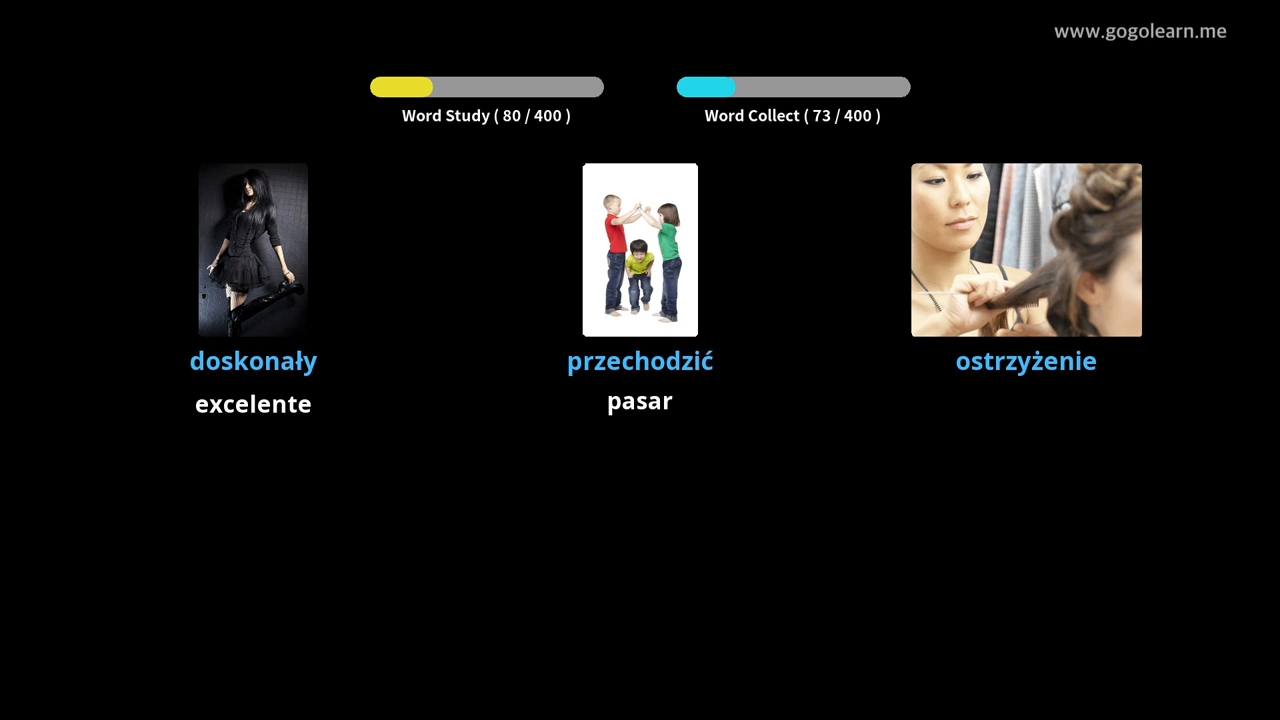 www.gogolearn.me
Word Study ( 80 / 400 )
Word Collect ( 73 / 400 )
doskonały
przechodzić
ostrzyżenie
excelente
pasar